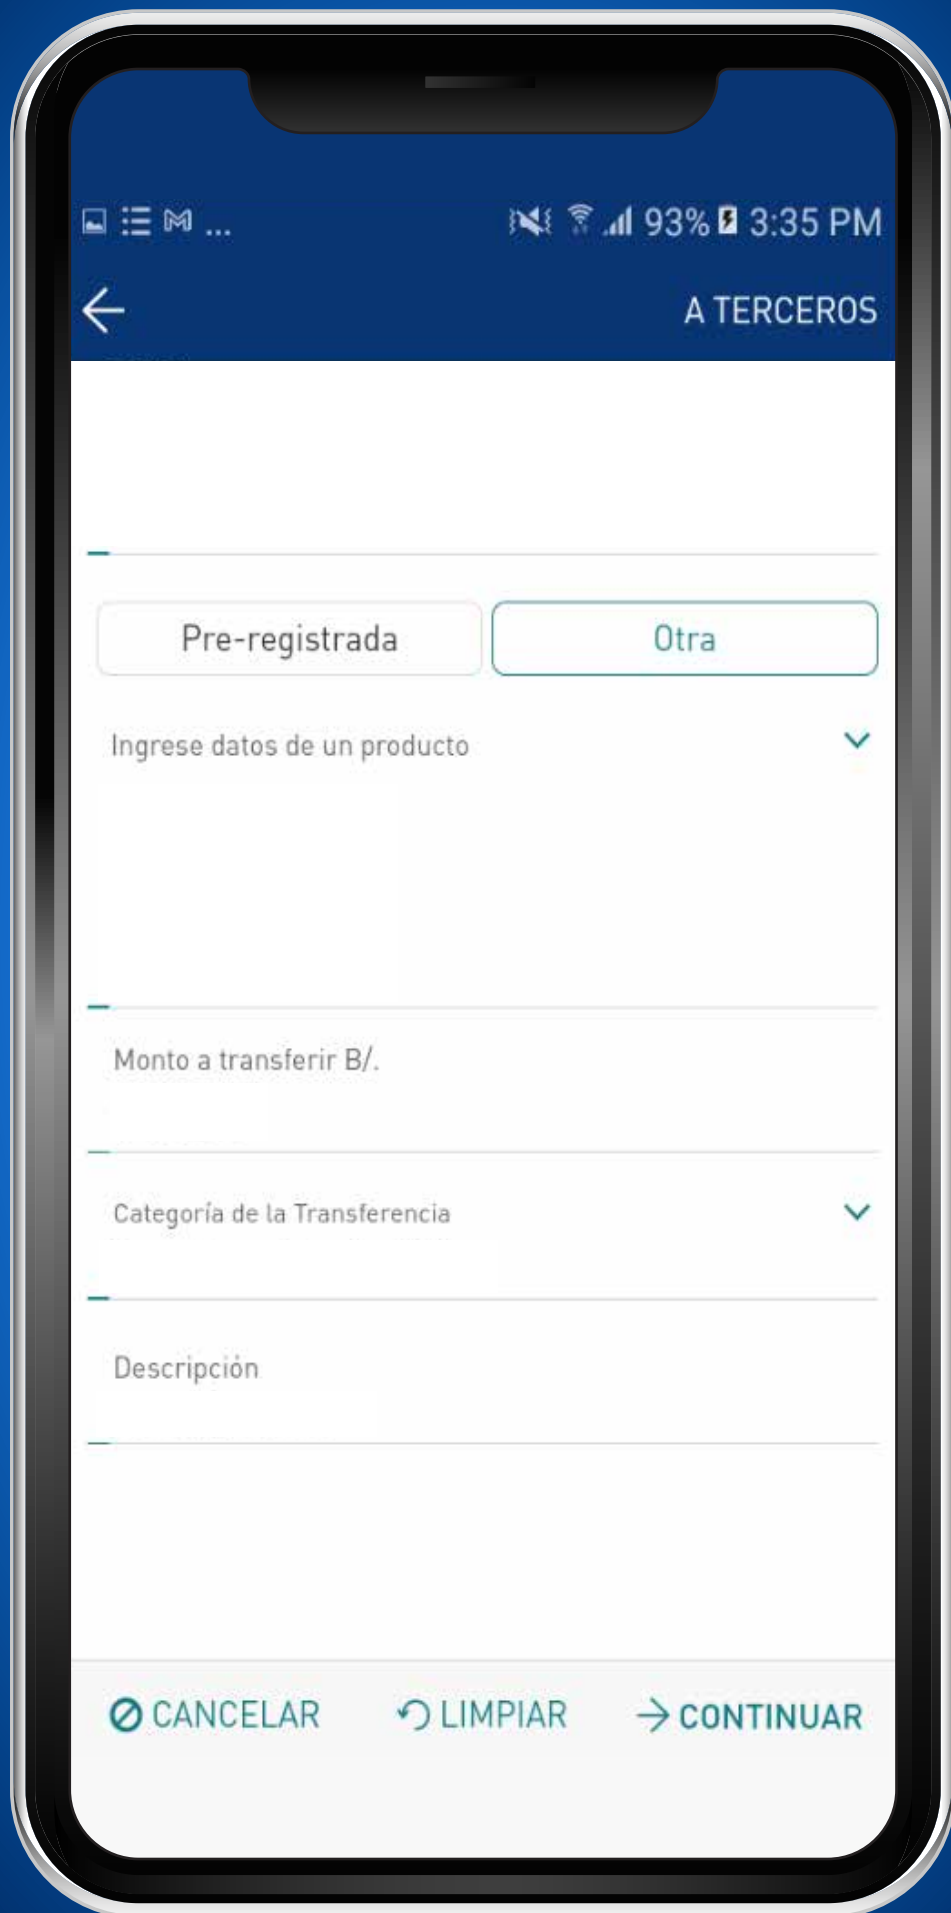 ... 93% 3:35 PM
A TERCEROS
Pre-registrada Otra
Ingrese datos de un producto
Monto a transferir B/.
Categoría de la Transferencia
Descripción
CANCELAR LIMPIAR CONTINUAR